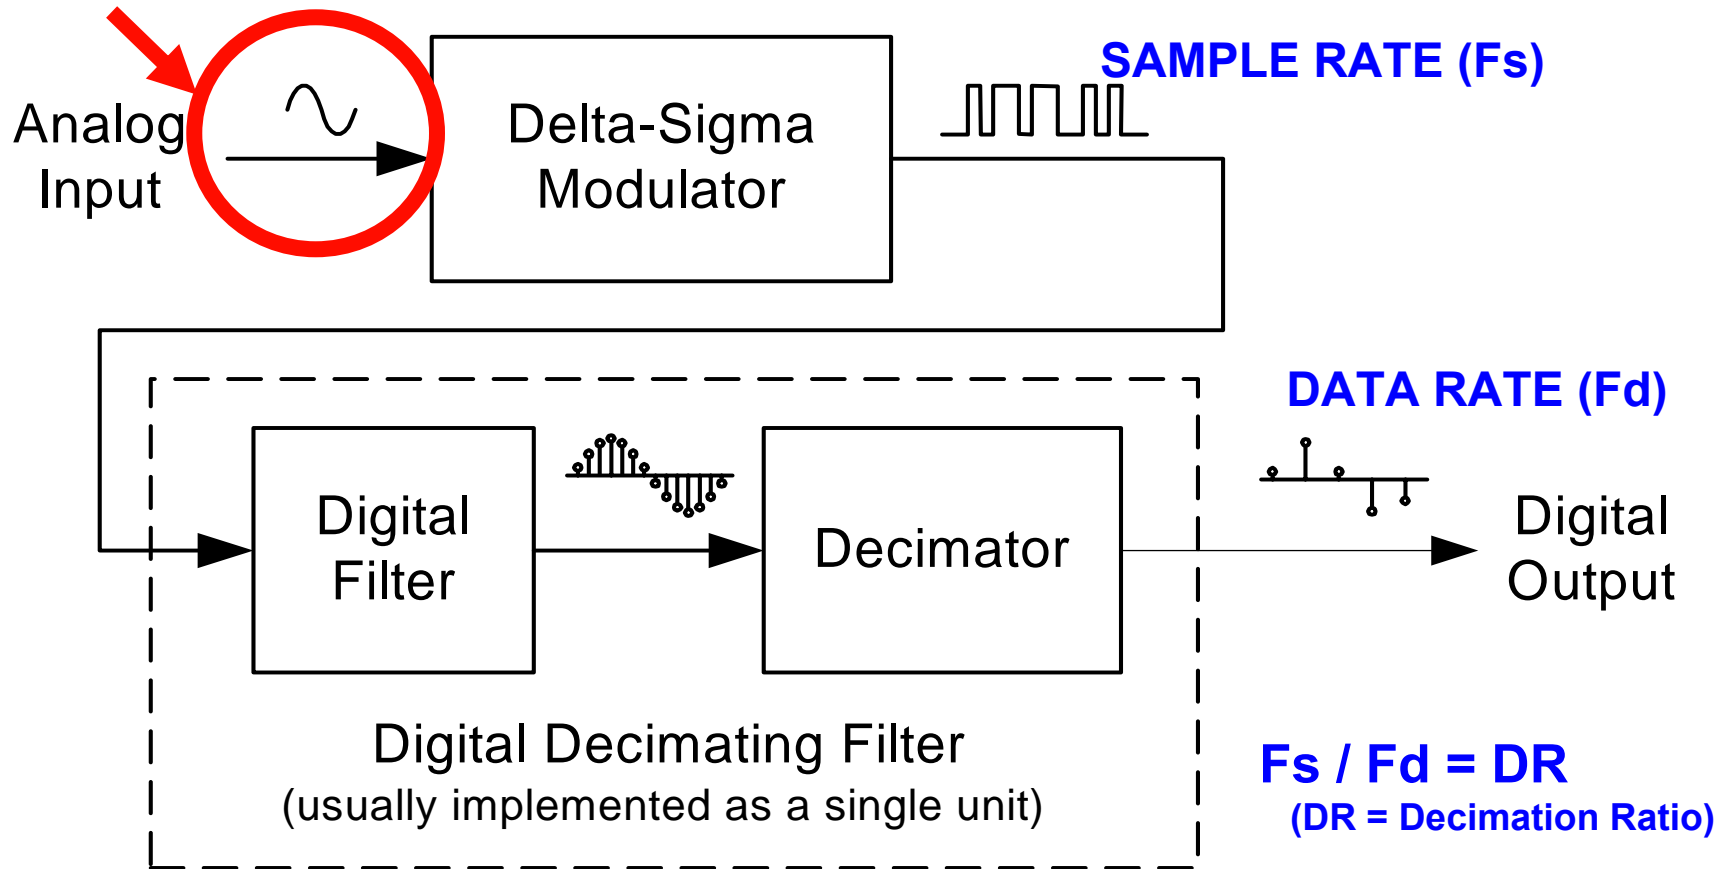 SAMPLE RATE (Fs)
Analog
Input
Delta-Sigma
Modulator
DATA RATE (Fd)
Digital
Filter
Decimator
Digital
Output
Digital Decimating Filter
(usually implemented as a single unit)
Fs / Fd = DR
(DR = Decimation Ratio)